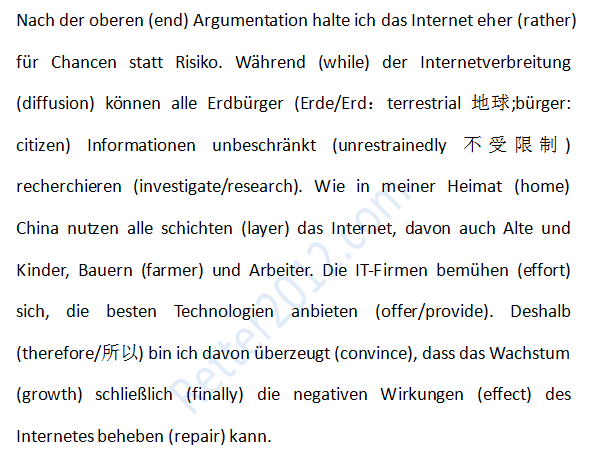 Nach der oberen (end) Argumentation halte ich das Internet eher (rather)
für Chancen statt Risiko. Während (while) der Internetverbreitung
(diffusion) können alle Erdbürger (Erde/Erd：terrestrial 地球;bürger:
citizen) Informationen unbeschränkt (unrestrainedly 不受限制)
recherchieren (investigate/research). Wie in meiner Heimat (home)
China nutzen alle schichten (layer) das Internet, davon auch Alte und
Kinder, Bauern (farmer) und Arbeiter. Die IT-Firmen bemühen (effort)
sich, die besten Technologien anbieten (offer/provide). Deshalb
(therefore/所以) bin ich davon überzeugt (convince), dass das Wachstum
(growth) schließlich (finally) die negativen Wirkungen (effect) des
Internetes beheben (repair) kann.
Petter2012.com